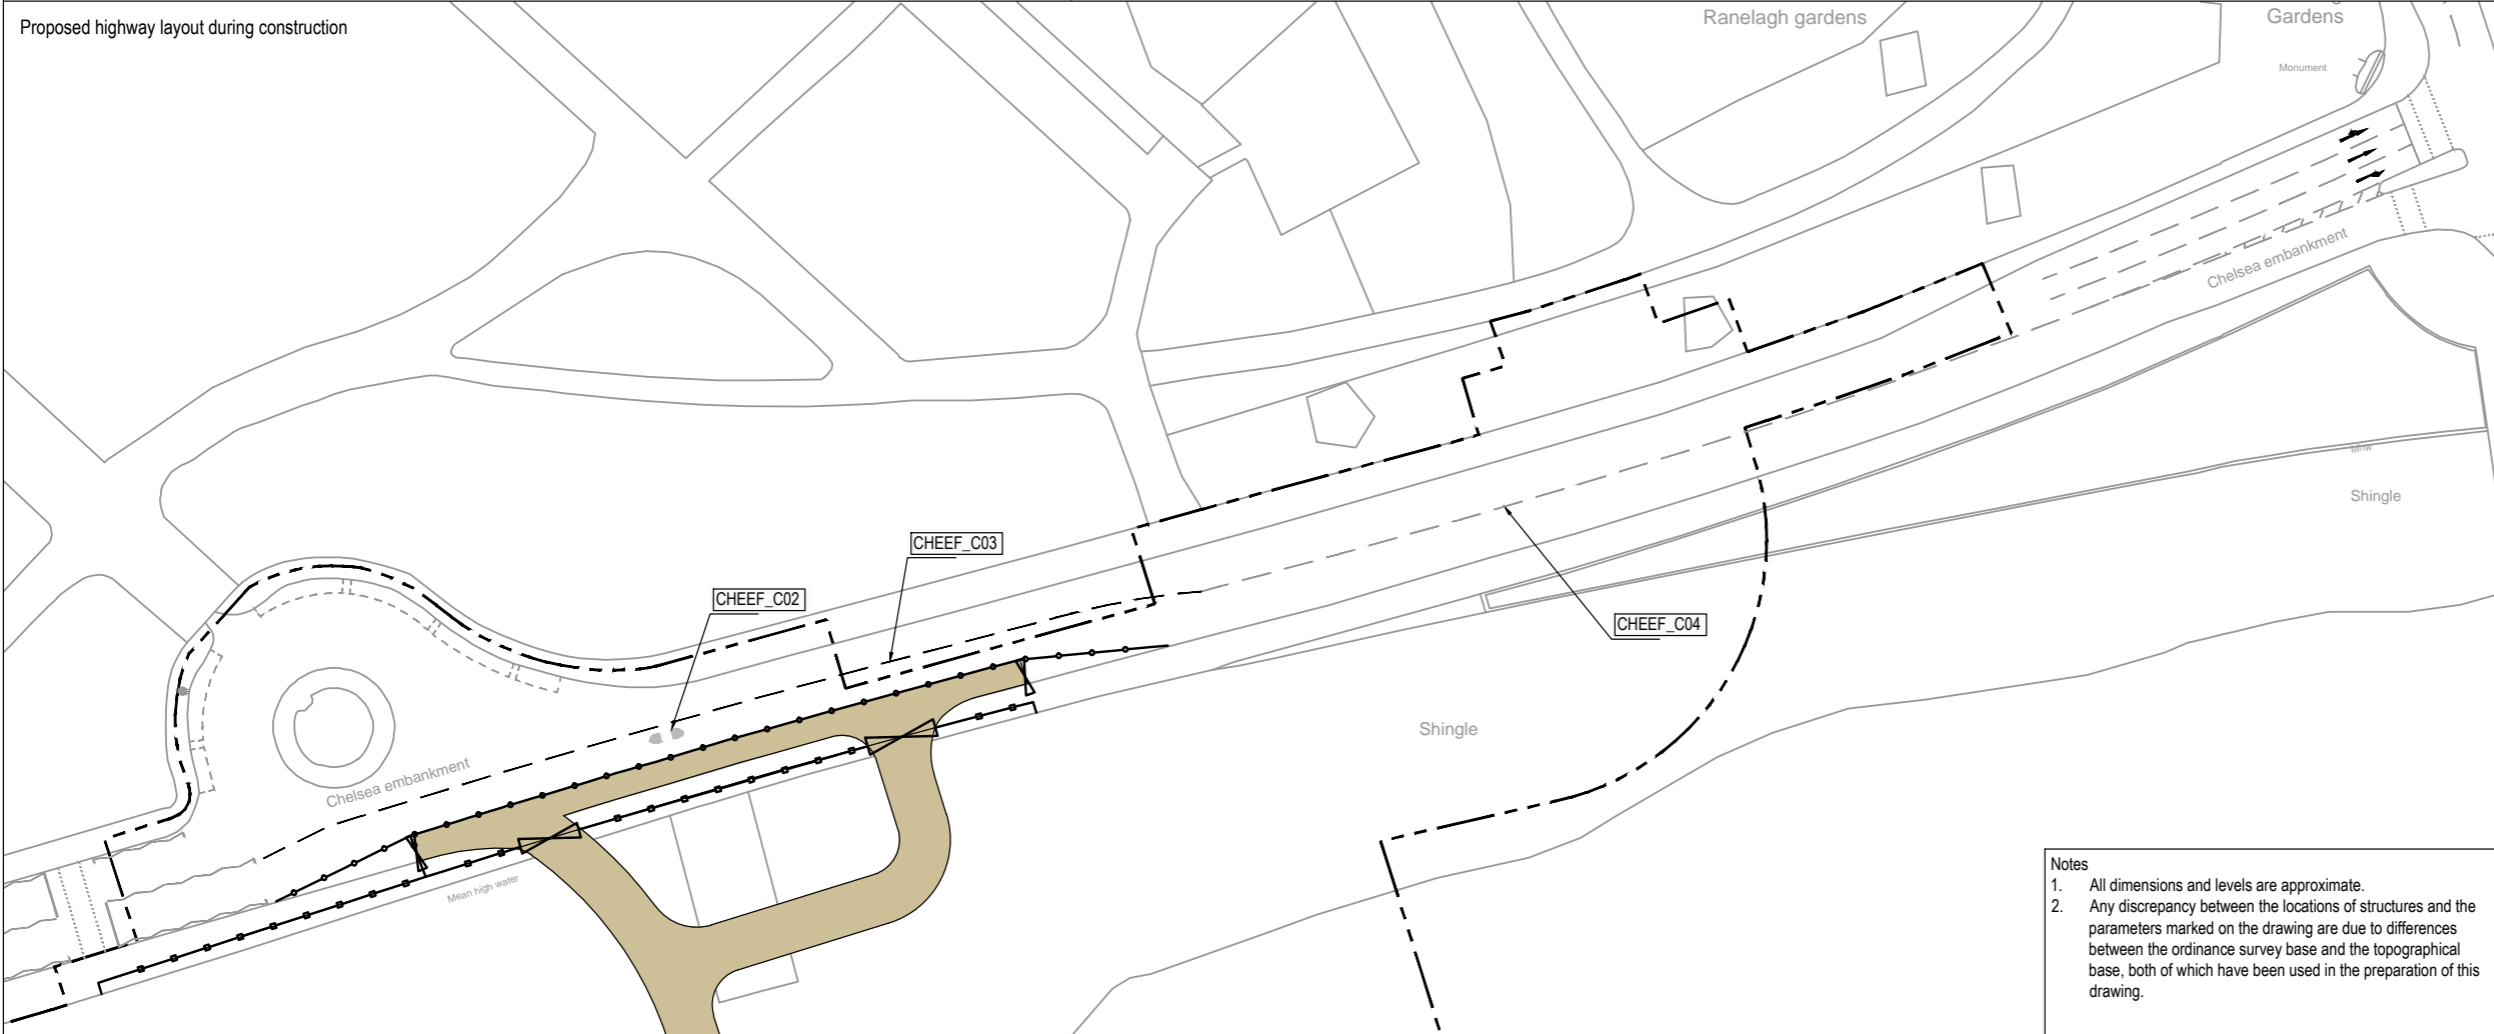 Proposed highway layout during construction
Ranelagh gardens
Gardens
Monument
Chelsea embankment
Mhw
Shingle
CHEEF_C03
CHEEF_C02
CHEEF_C04
Shingle
Chelsea embankment
Mean high water
Notes
1. All dimensions and levels are approximate.
2. Any discrepancy between the locations of structures and the
parameters marked on the drawing are due to differences
between the ordinance survey base and the topographical
base, both of which have been used in the preparation of this
drawing.